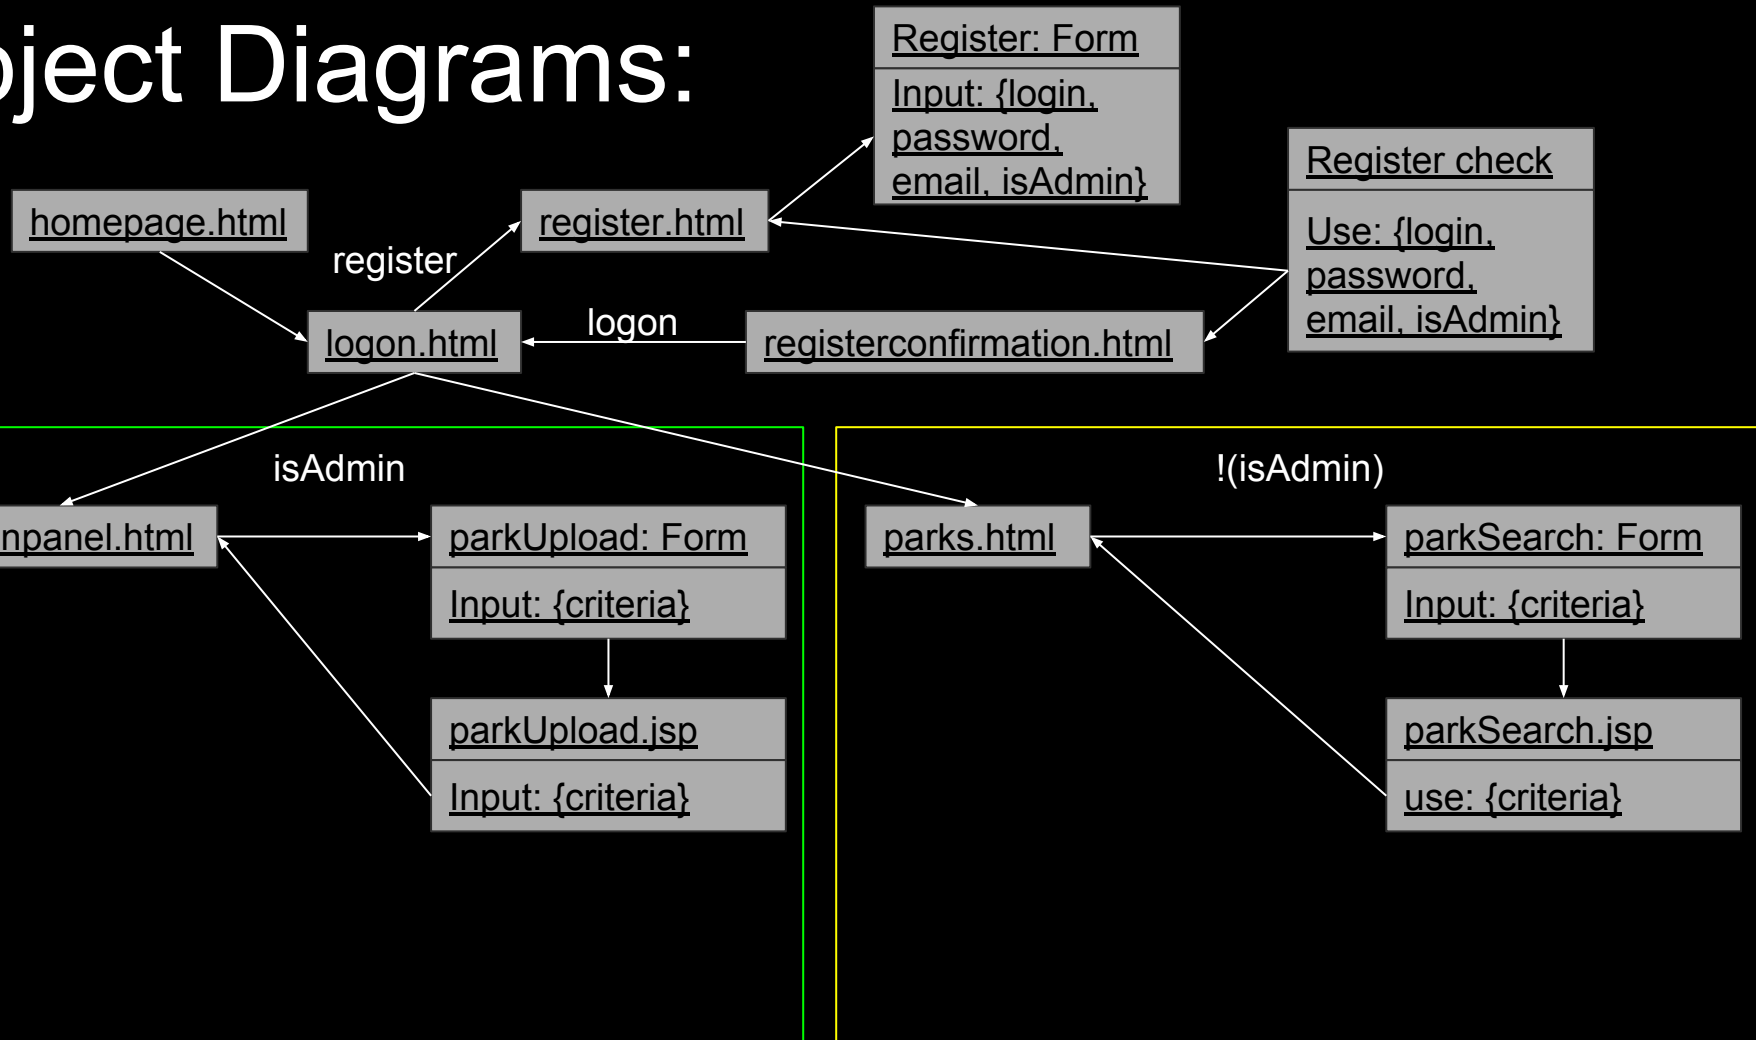 oject Diagrams:
Register: Form
Input: {login,
password,
email, isAdmin}
Register check
Use: {login,
password,
email, isAdmin}
homepage.html
register.html
register
logon.html
logon
registerconfirmation.html
isAdmin
npanel.html
parkUpload: Form
Input: {criteria}
parkUpload.jsp
Input: {criteria}
!(isAdmin)
parks.html
parkSearch: Form
Input: {criteria}
parkSearch.jsp
use: {criteria}